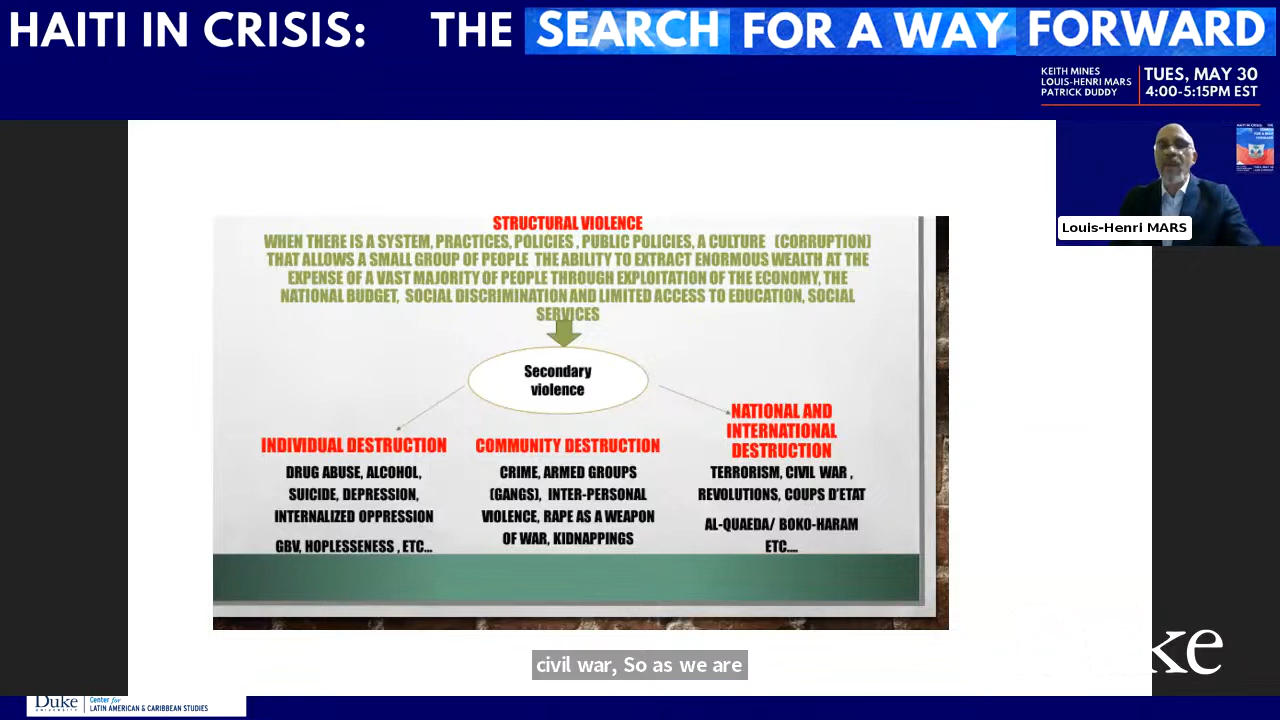 HAITI IN CRISIS: THE SEARCH FOR A WAY FORWARD
KEITH MINES
LOUIS-HENRI MARS
PATRICK DUDDY
TUES, MAY 30
4:00-5:15PM EST
Louis-Henri MARS
STRUCTURAL VIOLENCE
WHEN THERE IS A SYSTEM, PRACTICES, POLICIES , PUBLIC POLICIES, A CULTURE (CORRUPTION)
THAT ALLOWS A SMALL GROUP OF PEOPLE THE ABILITY TO EXTRACT ENORMOUS WEALTH AT THE
EXPENSE OF A VAST MAJORITY OF PEOPLE THROUGH EXPLOITATION OF THE ECONOMY, THE
NATIONAL BUDGET, SOCIAL DISCRIMINATION AND LIMITED ACCESS TO EDUCATION, SOCIAL
SERVICES
Secondary
violence
INDIVIDUAL DESTRUCTION
DRUG ABUSE, ALCOHOL,
SUICIDE, DEPRESSION,
INTERNALIZED OPPRESSION
GBV, HOPLESSENESS , ETC...
COMMUNITY DESTRUCTION
CRIME, ARMED GROUPS
(GANGS), INTER-PERSONAL
VIOLENCE, RAPE AS A WEAPON
OF WAR, KIDNAPPINGS
NATIONAL AND
INTERNATIONAL
DESTRUCTION
TERRORISM, CIVIL WAR ,
REVOLUTIONS, COUPS D'ETAT
AL-QUAEDA/ BOKO-HARAM
ETC....
civil war, So as we are
ke
Duke
UNIVERSITY
Center for
LATIN AMERICAN & CARIBBEAN STUDIES